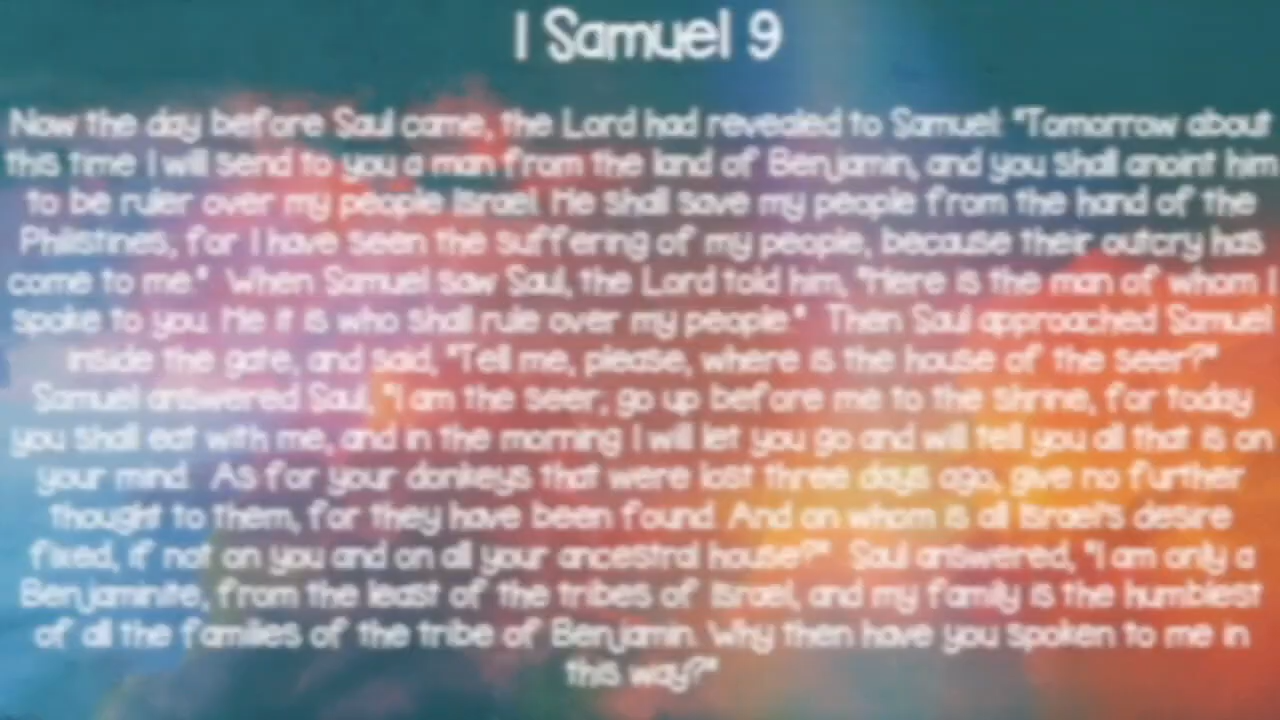 1 Samuel 9
Now the day before Saul came, the Lord had revealed to Samuel: "Tomorrow about
this time I will send to you a man from the land of Benjamin, and you shall anoint him
to be ruler over my people Israel. He shall save my people from the hand of the
Philistines, for I have seen the suffering of my people, because their outcry has
come to me." When Samuel saw Saul, the Lord told him, "Here is the man of whom I
spoke to you. He it is who shall rule over my people." Then Saul approached Samuel
inside the gate, and said, "Tell me, please, where is the house of the seer?"
Samuel answered Saul, "I am the seer, go up before me to the shrine, for today
you shall eat with me, and in the morning I will let you go and will tell you all that is on
your mind. As for your donkeys that were lost three days ago, give no further
thought to them, for they have been found. And on whom is all Israel's desire
fixed, if not on you and on all your ancestral house?" Saul answered, "I am only a
Benjaminite, from the least of the tribes of Israel, and my family is the humblest
of all the families of the tribe of Benjamin. Why then have you spoken to me in
this way?"